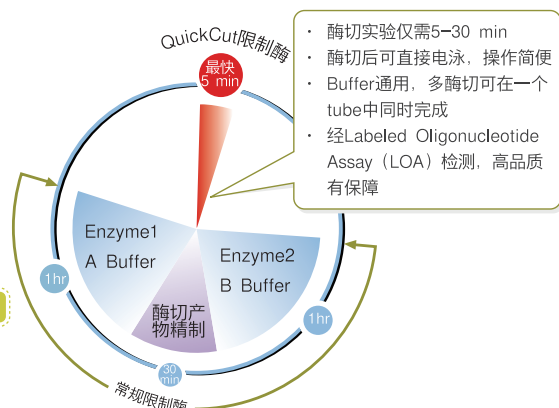 QuickCut限制酶
最快
5 min
· 酶切实验仅需5-30 min
· 酶切后可直接电泳，操作简便
· Buffer通用，多酶切可在一个
tube中同时完成
· 经Labeled Oligonucleotide
Assay（LOA）检测，高品质
有保障
Enzyme1
A Buffer
Enzyme2
B Buffer
酶切产
物精制
1hr
1hr
30
min
常规限制酶